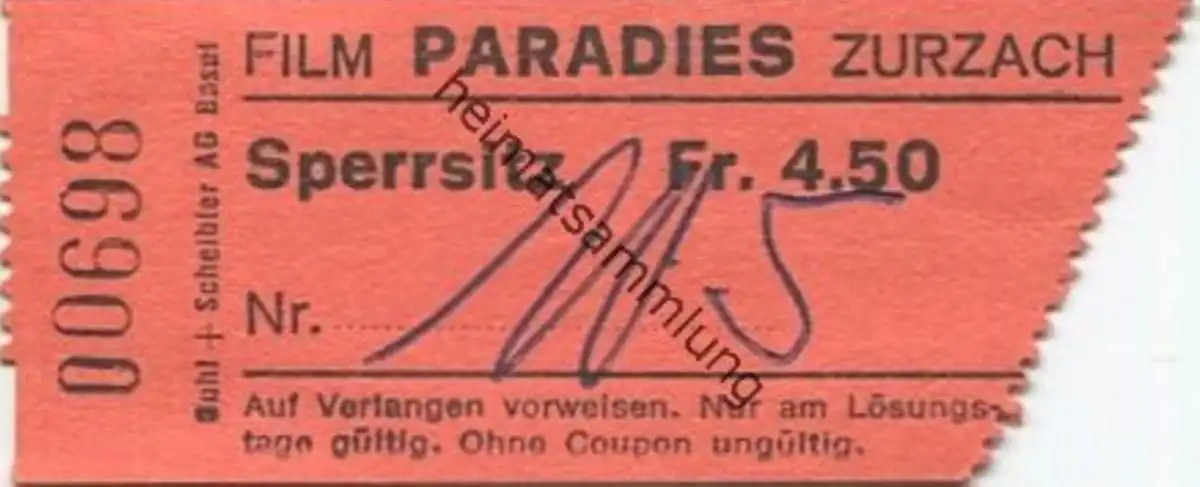 FILM PARADIES ZURZACH
Sperrsitz Fr. 4.50
Nr.
Auf Verlangen vorweisen. Nur am Lösungs-
tage gültig. Ohne Coupon ungültig.
00698
+ Scheibler AG Basel
heimatsammlung